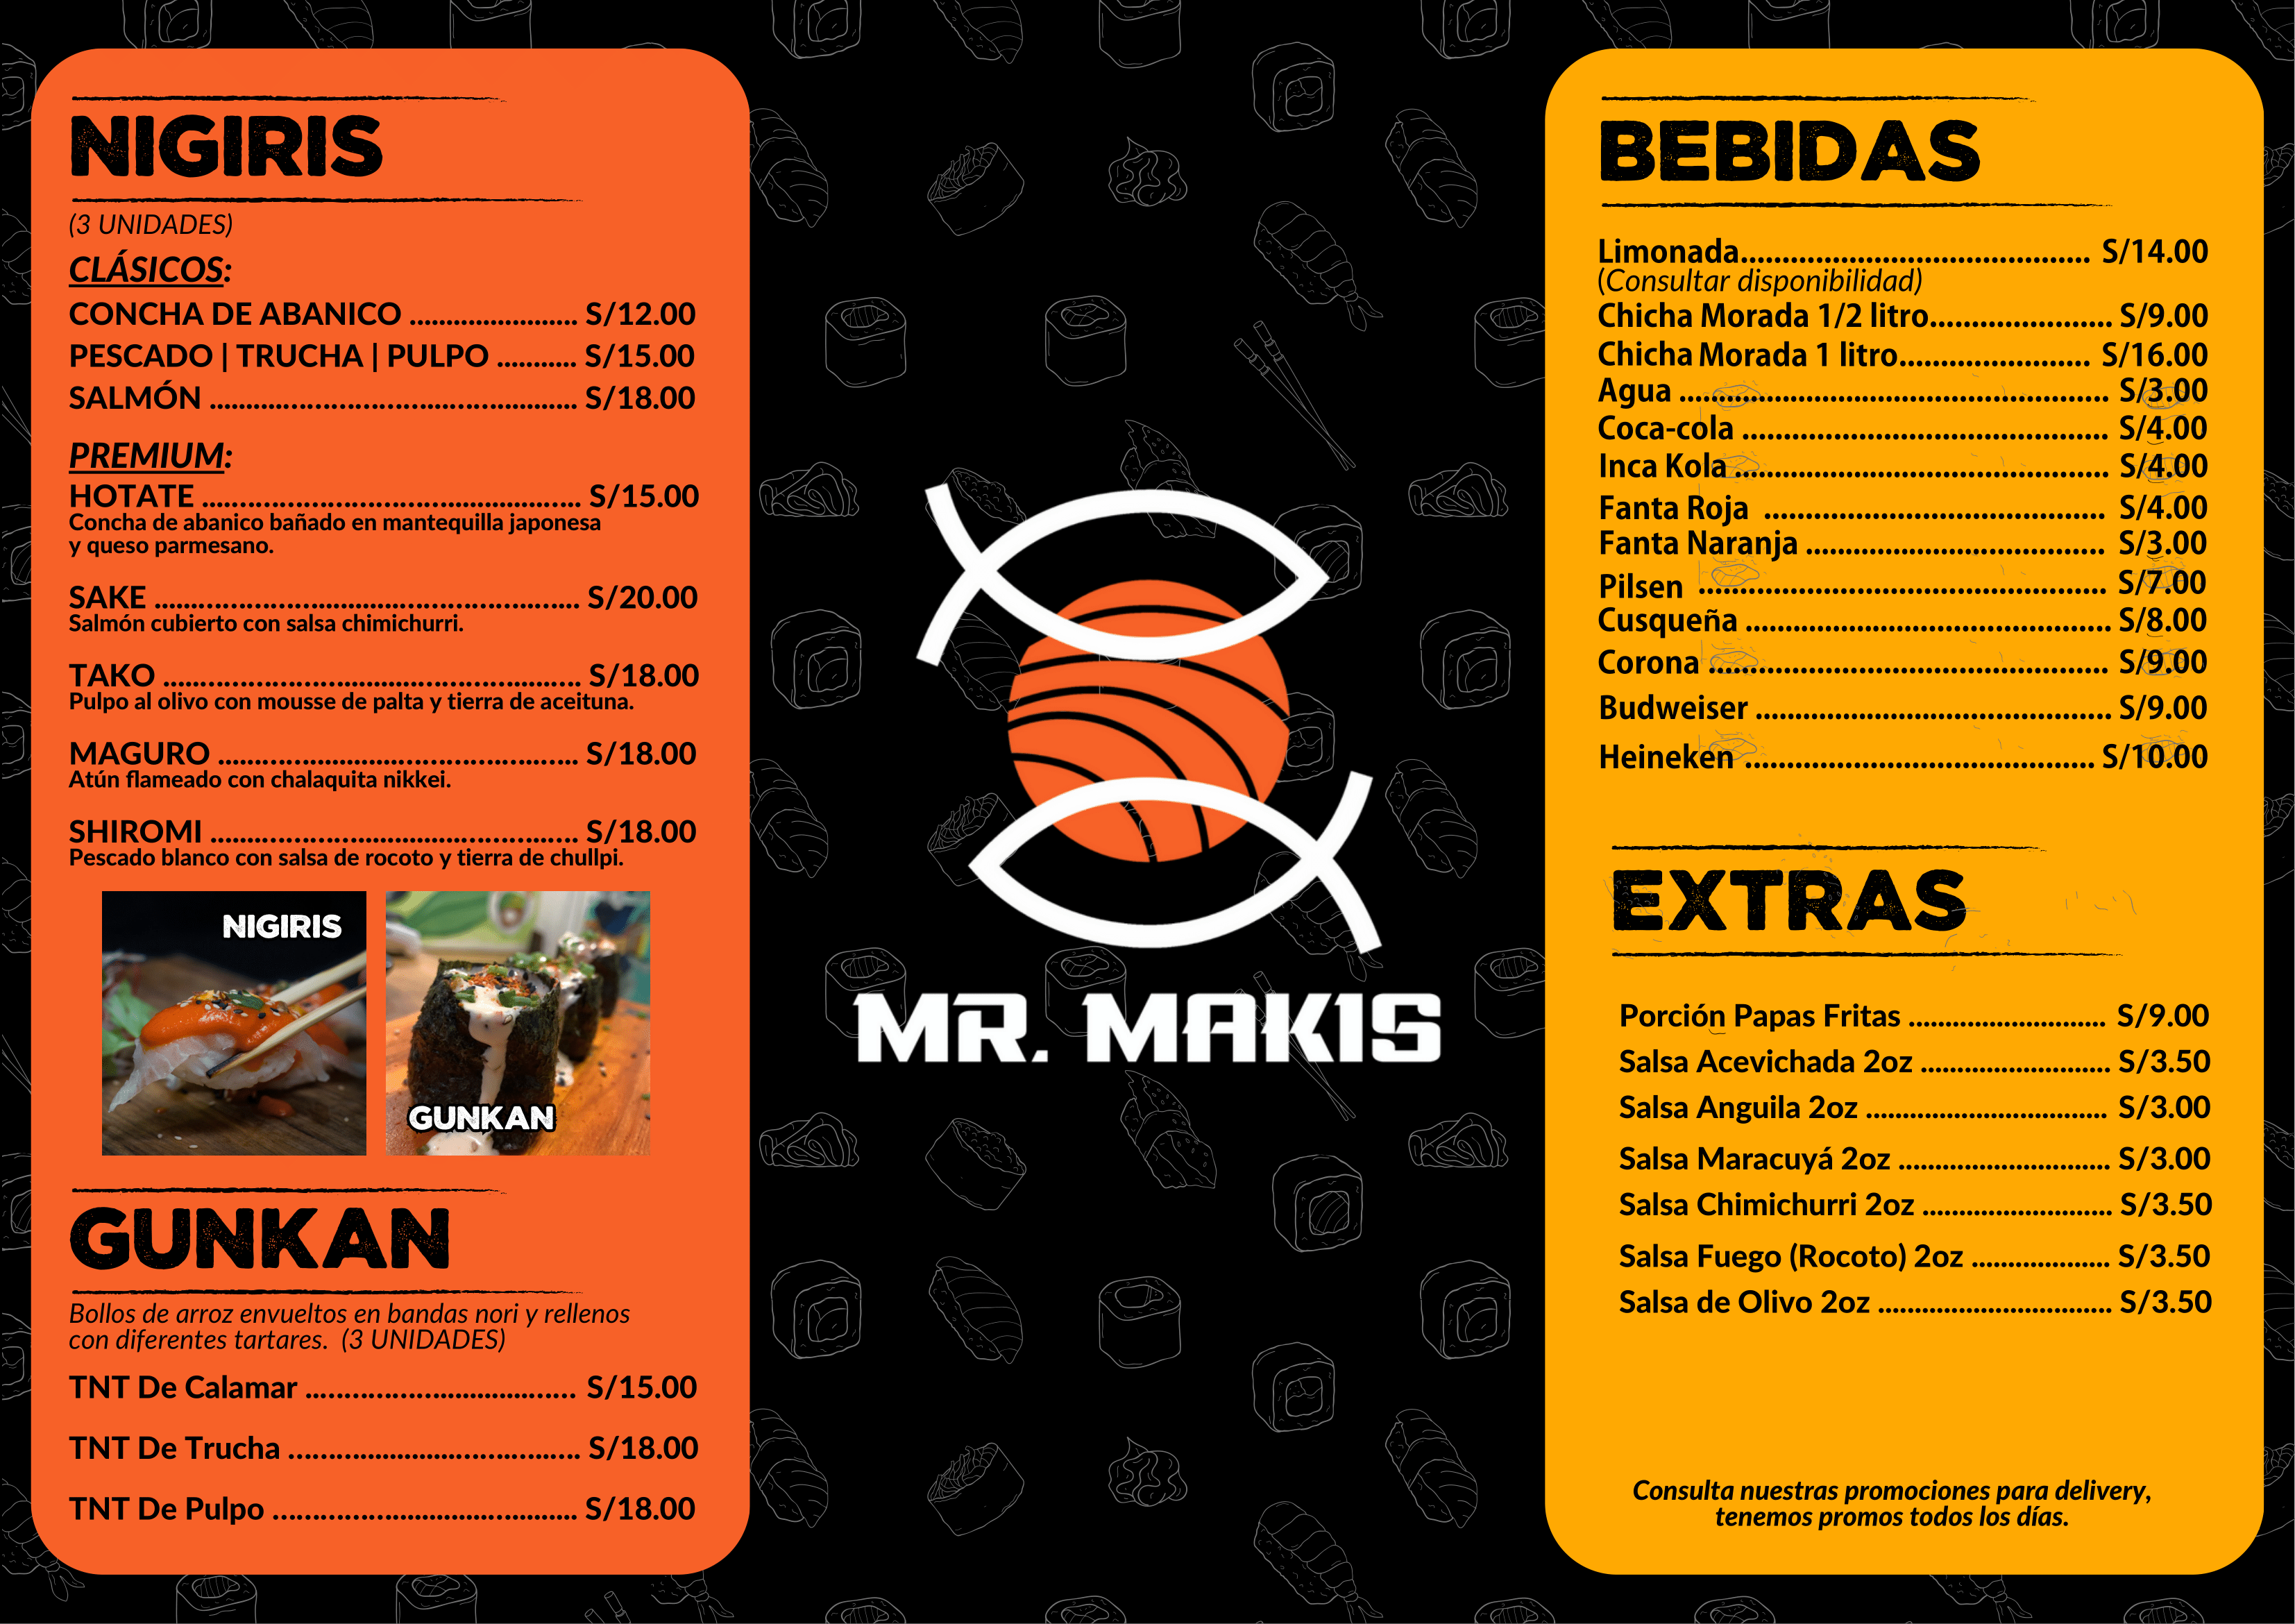 NIGIRIS
(3 UNIDADES)
CLÁSICOS:
CONCHA DE ABANICO ....................... S/12.00
PESCADO | TRUCHA | PULPO ........... S/15.00
SALMÓN .................................................. S/18.00
PREMIUM:
HOTATE .................................................... S/15.00
Concha de abanico bañado en mantequilla japonesa
y queso parmesano.
SAKE .......................................................... S/20.00
Salmón cubierto con salsa chimichurri.
TAKO ......................................................... S/18.00
Pulpo al olivo con mousse de palta y tierra de aceituna.
MAGURO ................................................. S/18.00
Atún flameado con chalaquita nikkei.
SHIROMI .................................................. S/18.00
Pescado blanco con salsa de rocoto y tierra de chullpi.
NIGIRIS
GUNKAN
GUNKAN
Bollos de arroz envueltos en bandas nori y rellenos
con diferentes tartares. (3 UNIDADES)
TNT De Calamar ..................................... S/15.00
TNT De Trucha ........................................ S/18.00
TNT De Pulpo .......................................... S/18.00
MR. MAKIS
BEBIDAS
Limonada.......................................... S/14.00
(Consultar disponibilidad)
Chicha Morada 1/2 litro...................... S/9.00
Chicha Morada 1 litro....................... S/16.00
Agua .................................................... S/3.00
Coca-cola ............................................ S/4.00
Inca Kola ............................................. S/4.00
Fanta Roja ......................................... S/4.00
Fanta Naranja .................................... S/3.00
Pilsen ................................................. S/7.00
Cusqueña ............................................ S/8.00
Corona ................................................ S/9.00
Budweiser ........................................... S/9.00
Heineken .......................................... S/10.00
EXTRAS
Porción Papas Fritas ........................... S/9.00
Salsa Acevichada 2oz .......................... S/3.50
Salsa Anguila 2oz ................................. S/3.00
Salsa Maracuyá 2oz ............................. S/3.00
Salsa Chimichurri 2oz .......................... S/3.50
Salsa Fuego (Rocoto) 2oz ................... S/3.50
Salsa de Olivo 2oz ................................ S/3.50
Consulta nuestras promociones para delivery,
tenemos promos todos los días.